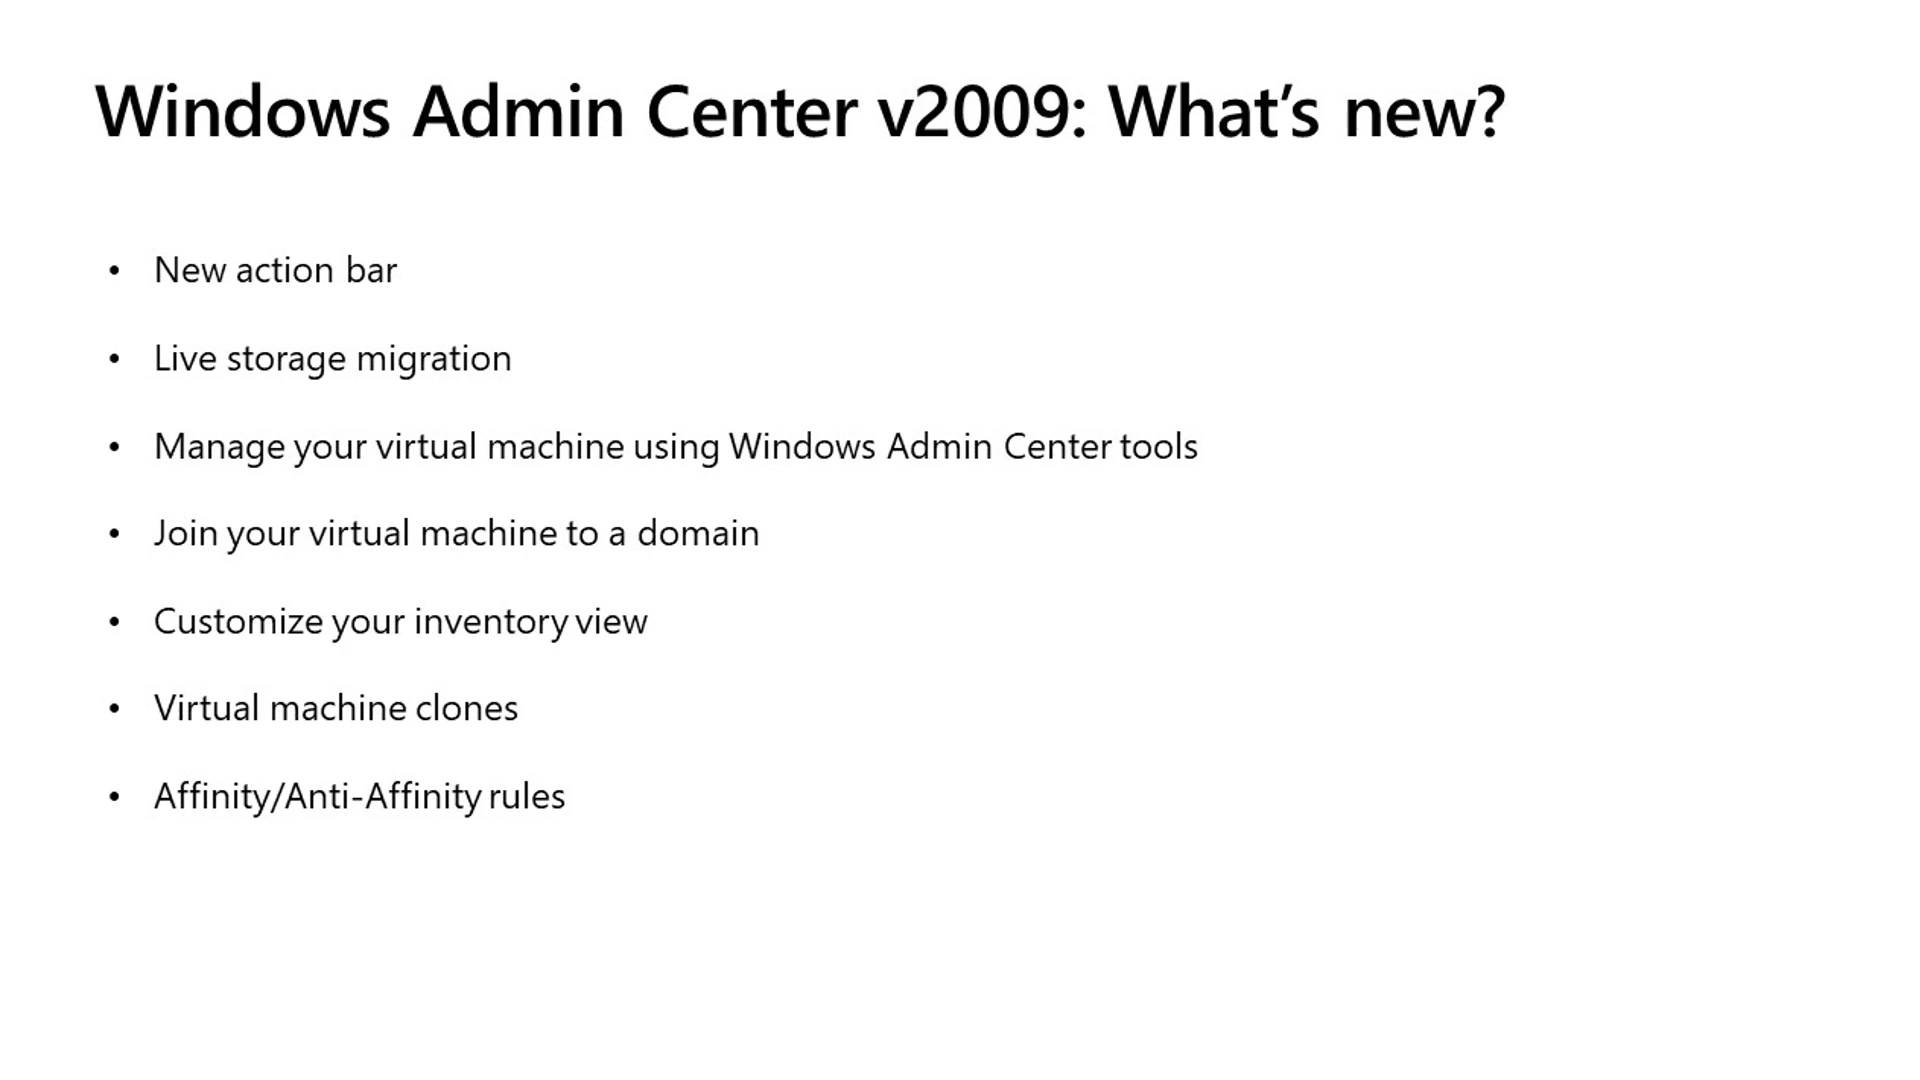 Windows Admin Center v2009: What’s new?
• New action bar
• Live storage migration
• Manage your virtual machine using Windows Admin Center tools
• Join your virtual machine to a domain
• Customize your inventory view
• Virtual machine clones
• Affinity/Anti-Affinity rules